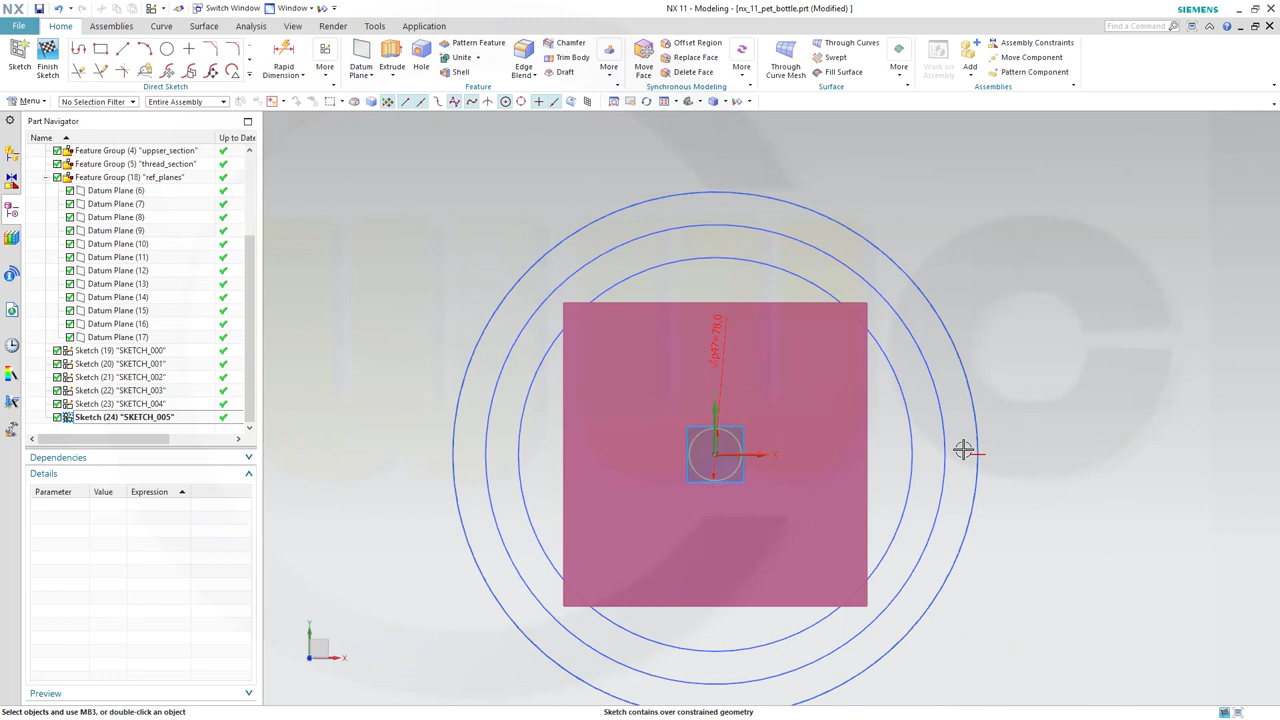 Switch Window Window NX 11 - Modeling - [nx_11_pet_bottle.prt (Modified) ] SIEMENS
File Home Assemblies Curve Surface Analysis View Render Tools Application Find a Command
Sketch Finish Sketch Rapid Dimension More Datum Plane Extrude Hole Pattern Feature Unite Shell Edge Blend Chamfer Trim Body Draft More Move Face Offset Region Replace Face Delete Face More Through Curve Mesh Through Curves Swept Fill Surface More Work on Assembly Add Assembly Constraints Move Component Pattern Component
Direct Sketch Feature Synchronous Modeling Surface Assemblies
Menu No Selection Filter Entire Assembly
Part Navigator
Name Up to Date
Feature Group (4) "uppser_section"
Feature Group (5) "thread_section"
Feature Group (18) "ref_planes"
Datum Plane (6)
Datum Plane (7)
Datum Plane (8)
Datum Plane (9)
Datum Plane (10)
Datum Plane (11)
Datum Plane (12)
Datum Plane (13)
Datum Plane (14)
Datum Plane (15)
Datum Plane (16)
Datum Plane (17)
Sketch (19) "SKETCH_000"
Sketch (20) "SKETCH_001"
Sketch (21) "SKETCH_002"
Sketch (22) "SKETCH_003"
Sketch (23) "SKETCH_004"
Sketch (24) "SKETCH_005"
Dependencies
Details
Parameter Value Expression
Preview
p47=78,0
X
Y
X
Select objects and use MB3, or double-click an object Sketch contains over constrained geometry